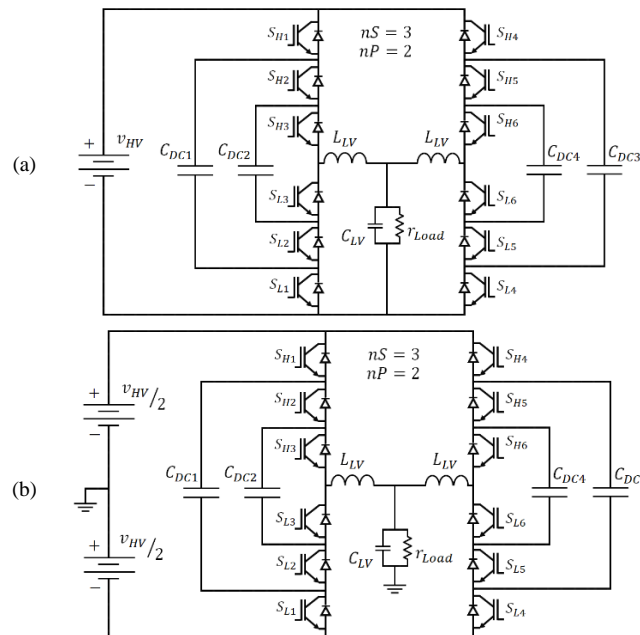 (a)
v_HV
+
−
C_DC1
C_DC2
S_H1
S_H2
S_H3
S_L3
S_L2
S_L1
nS = 3
nP = 2
L_LV
L_LV
C_LV
r_Load
S_H4
S_H5
S_H6
S_L6
S_L5
S_L4
C_DC4
C_DC3
(b)
+
v_HV/2
−
+
v_HV/2
−
C_DC1
C_DC2
S_H1
S_H2
S_H3
S_L3
S_L2
S_L1
nS = 3
nP = 2
L_LV
L_LV
C_LV
r_Load
S_H4
S_H5
S_H6
S_L6
S_L5
S_L4
C_DC4
C_DC